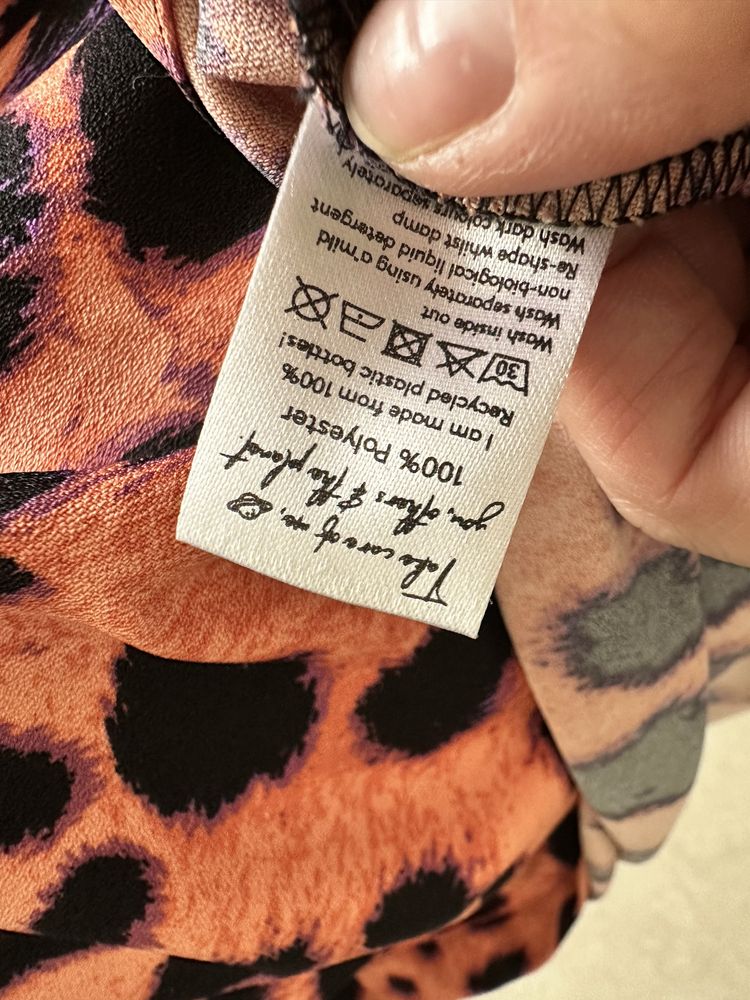 Take care of me,
you, others & the planet
100% Polyester
I am made from 100%
Recycled plastic bottles!
30
Wash inside out
Wash separately using a mild
non-biological liquid detergent
Re-shape whilst damp
Wash dark colours separately